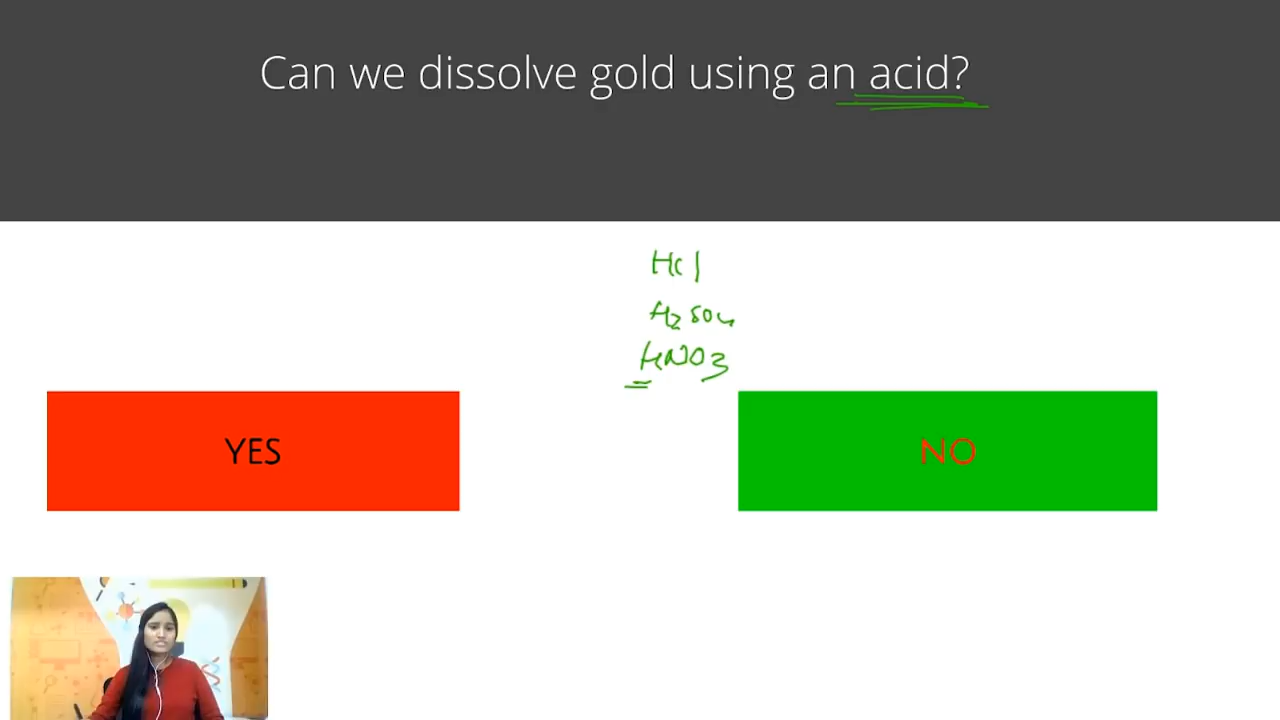 Can we dissolve gold using an acid?
HCl
H2SO4
HNO3
YES
NO